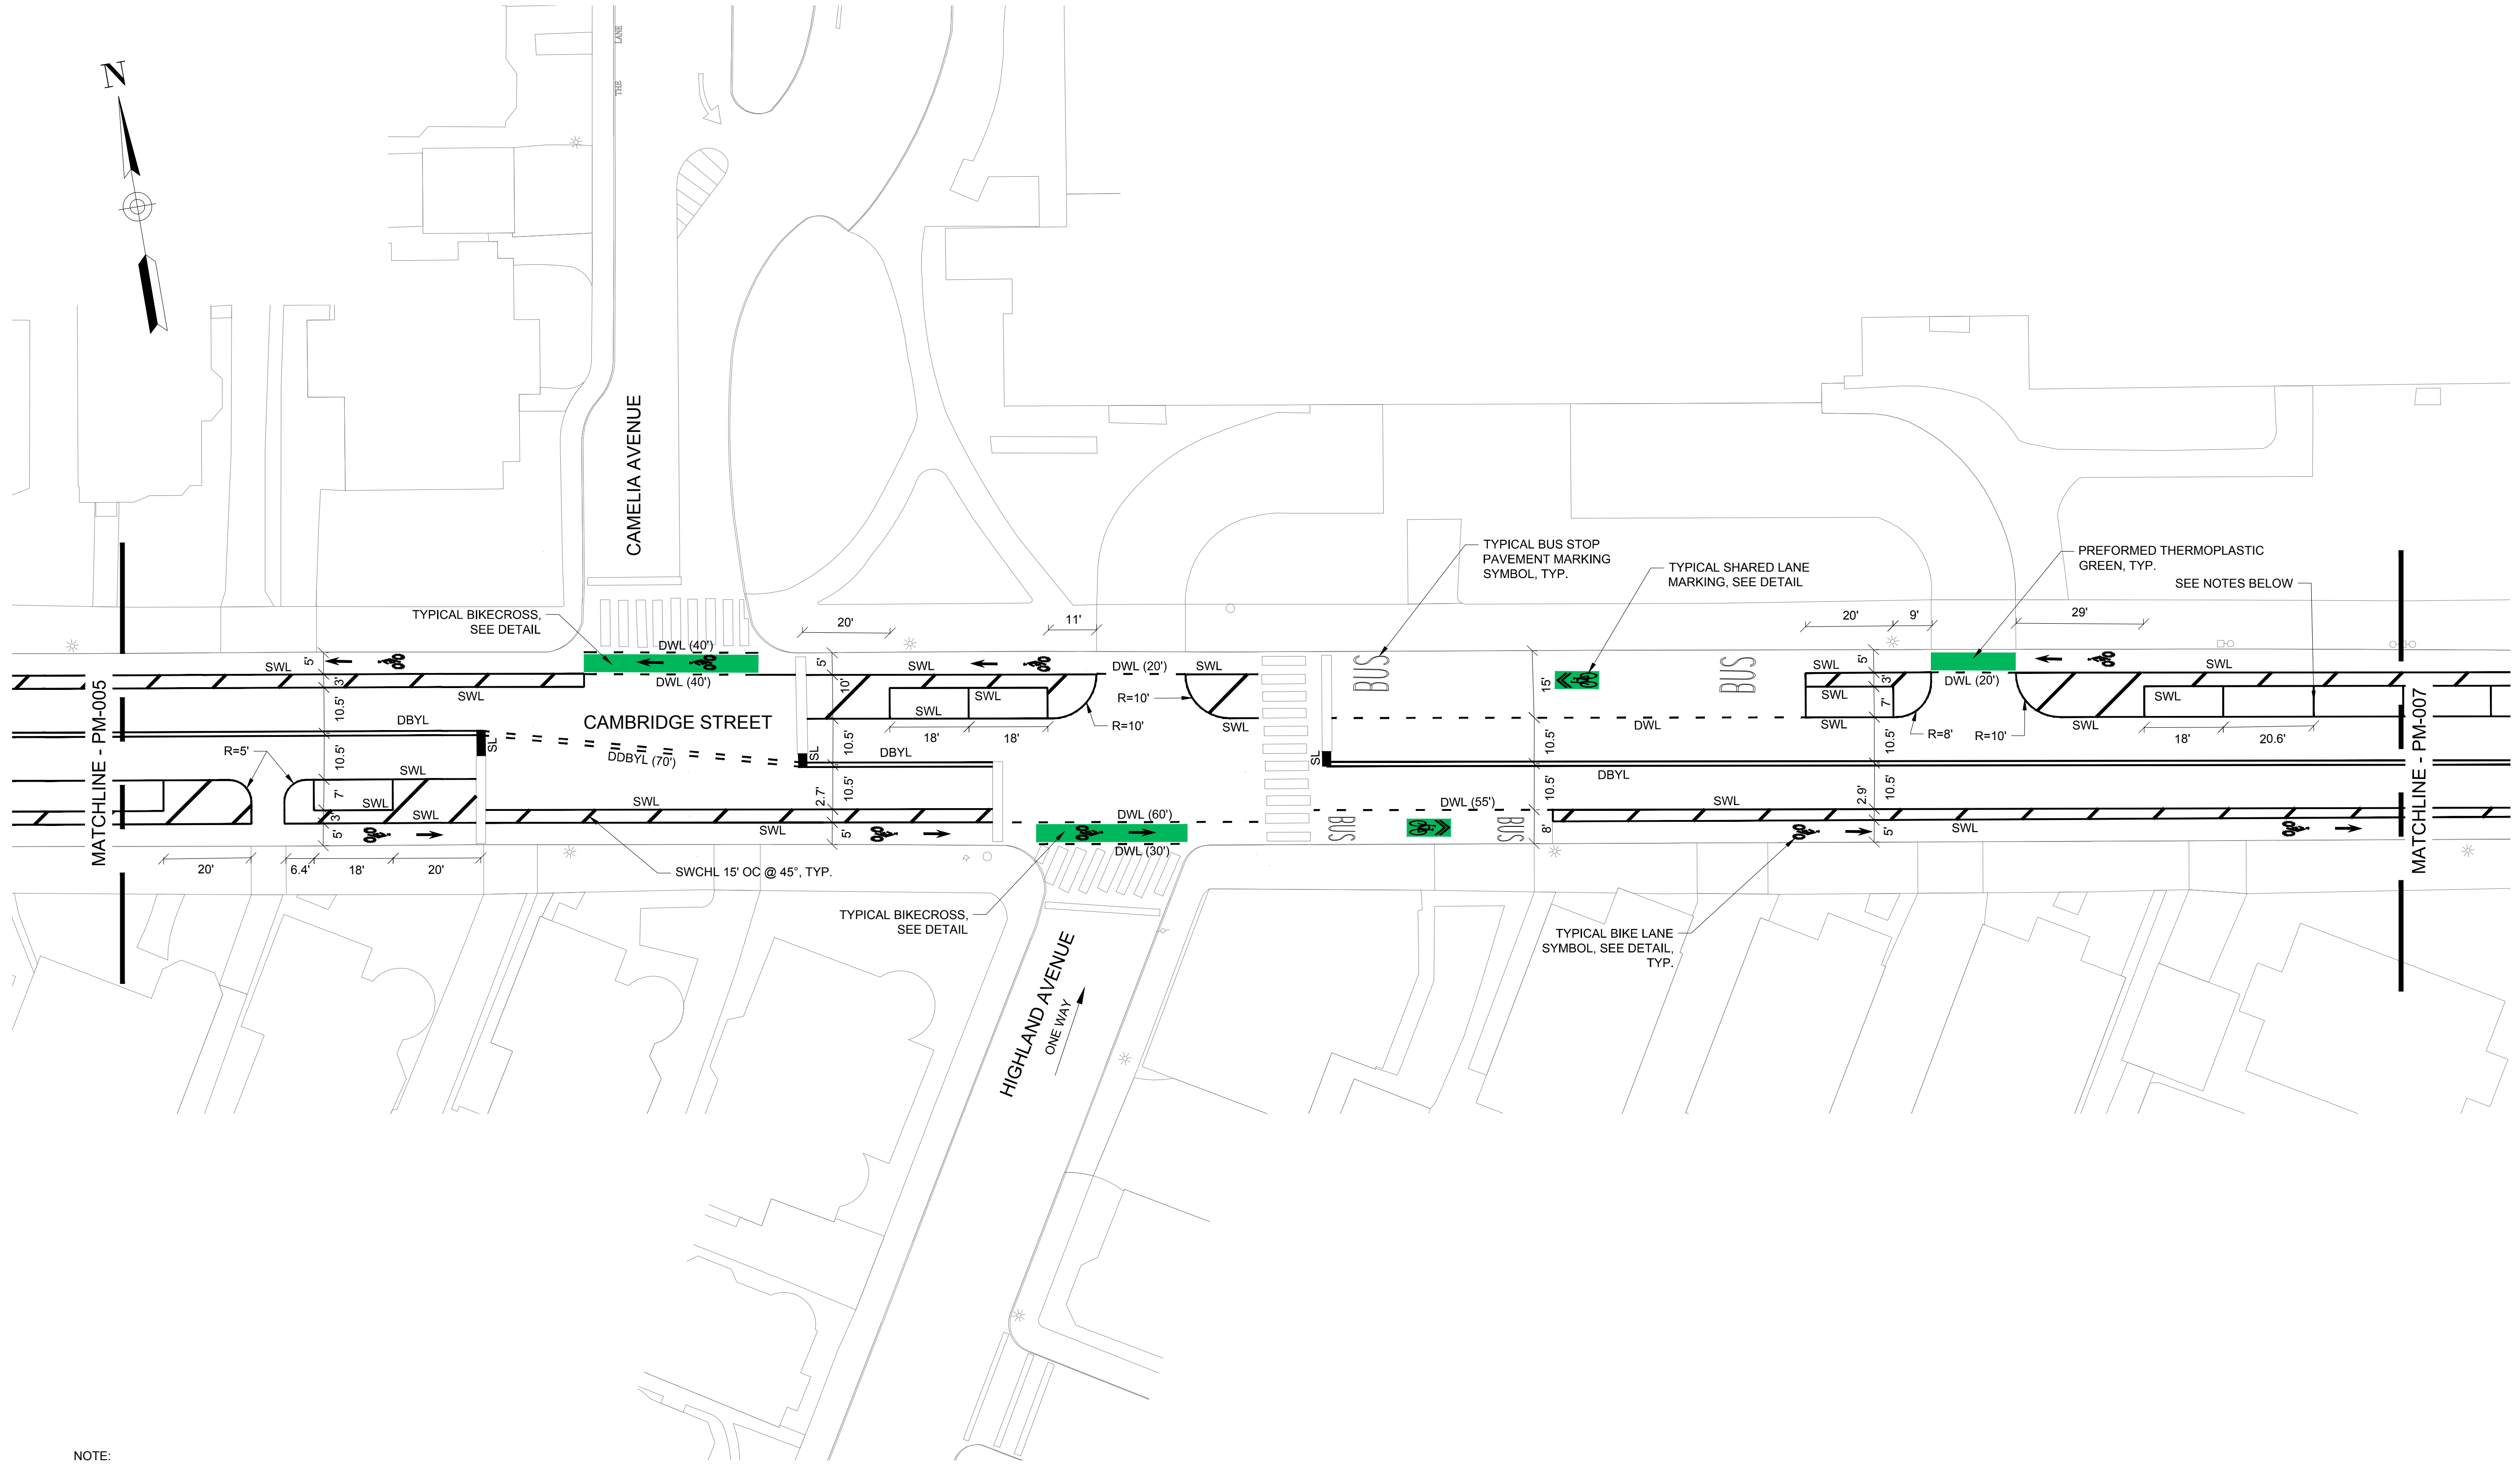 N
THE LANE
CAMELIA AVENUE
TYPICAL BUS STOP
PAVEMENT MARKING
SYMBOL, TYP.
TYPICAL SHARED LANE
MARKING, SEE DETAIL
PREFORMED THERMOPLASTIC
GREEN, TYP.
SEE NOTES BELOW
TYPICAL BIKECROSS,
SEE DETAIL
20'
11'
20'
9'
29'
DWL (40')
5'
SWL
3'
SWL
DWL (40')
5'
10'
SWL
SWL
SWL
DWL (20')
SWL
R=10'
R=10'
SWL
18'
18'
BUS
BUS
15'
SWL
SWL
SWL
5'
3'
7'
DWL (20')
R=8'
R=10'
SWL
SWL
SWL
18'
20.6'
MATCHLINE - PM-005
10.5'
DBYL
CAMBRIDGE STREET
SL
DDBYL (70')
SL
10.5'
DBYL
SL
DWL
10.5'
10.5'
DBYL
MATCHLINE - PM-007
R=5'
10.5'
SWL
7'
SWL
3'
SWL
5'
SWL
2.7'
10.5'
SWL
5'
DWL (60')
DWL (30')
BUS
BUS
DWL (55')
10.5'
8'
SWL
2.9'
10.5'
5'
SWL
20'
6.4'
18'
20'
SWCHL 15' OC @ 45°, TYP.
TYPICAL BIKECROSS,
SEE DETAIL
HIGHLAND AVENUE
ONE WAY
TYPICAL BIKE LANE
SYMBOL, SEE DETAIL,
TYP.
NOTE: